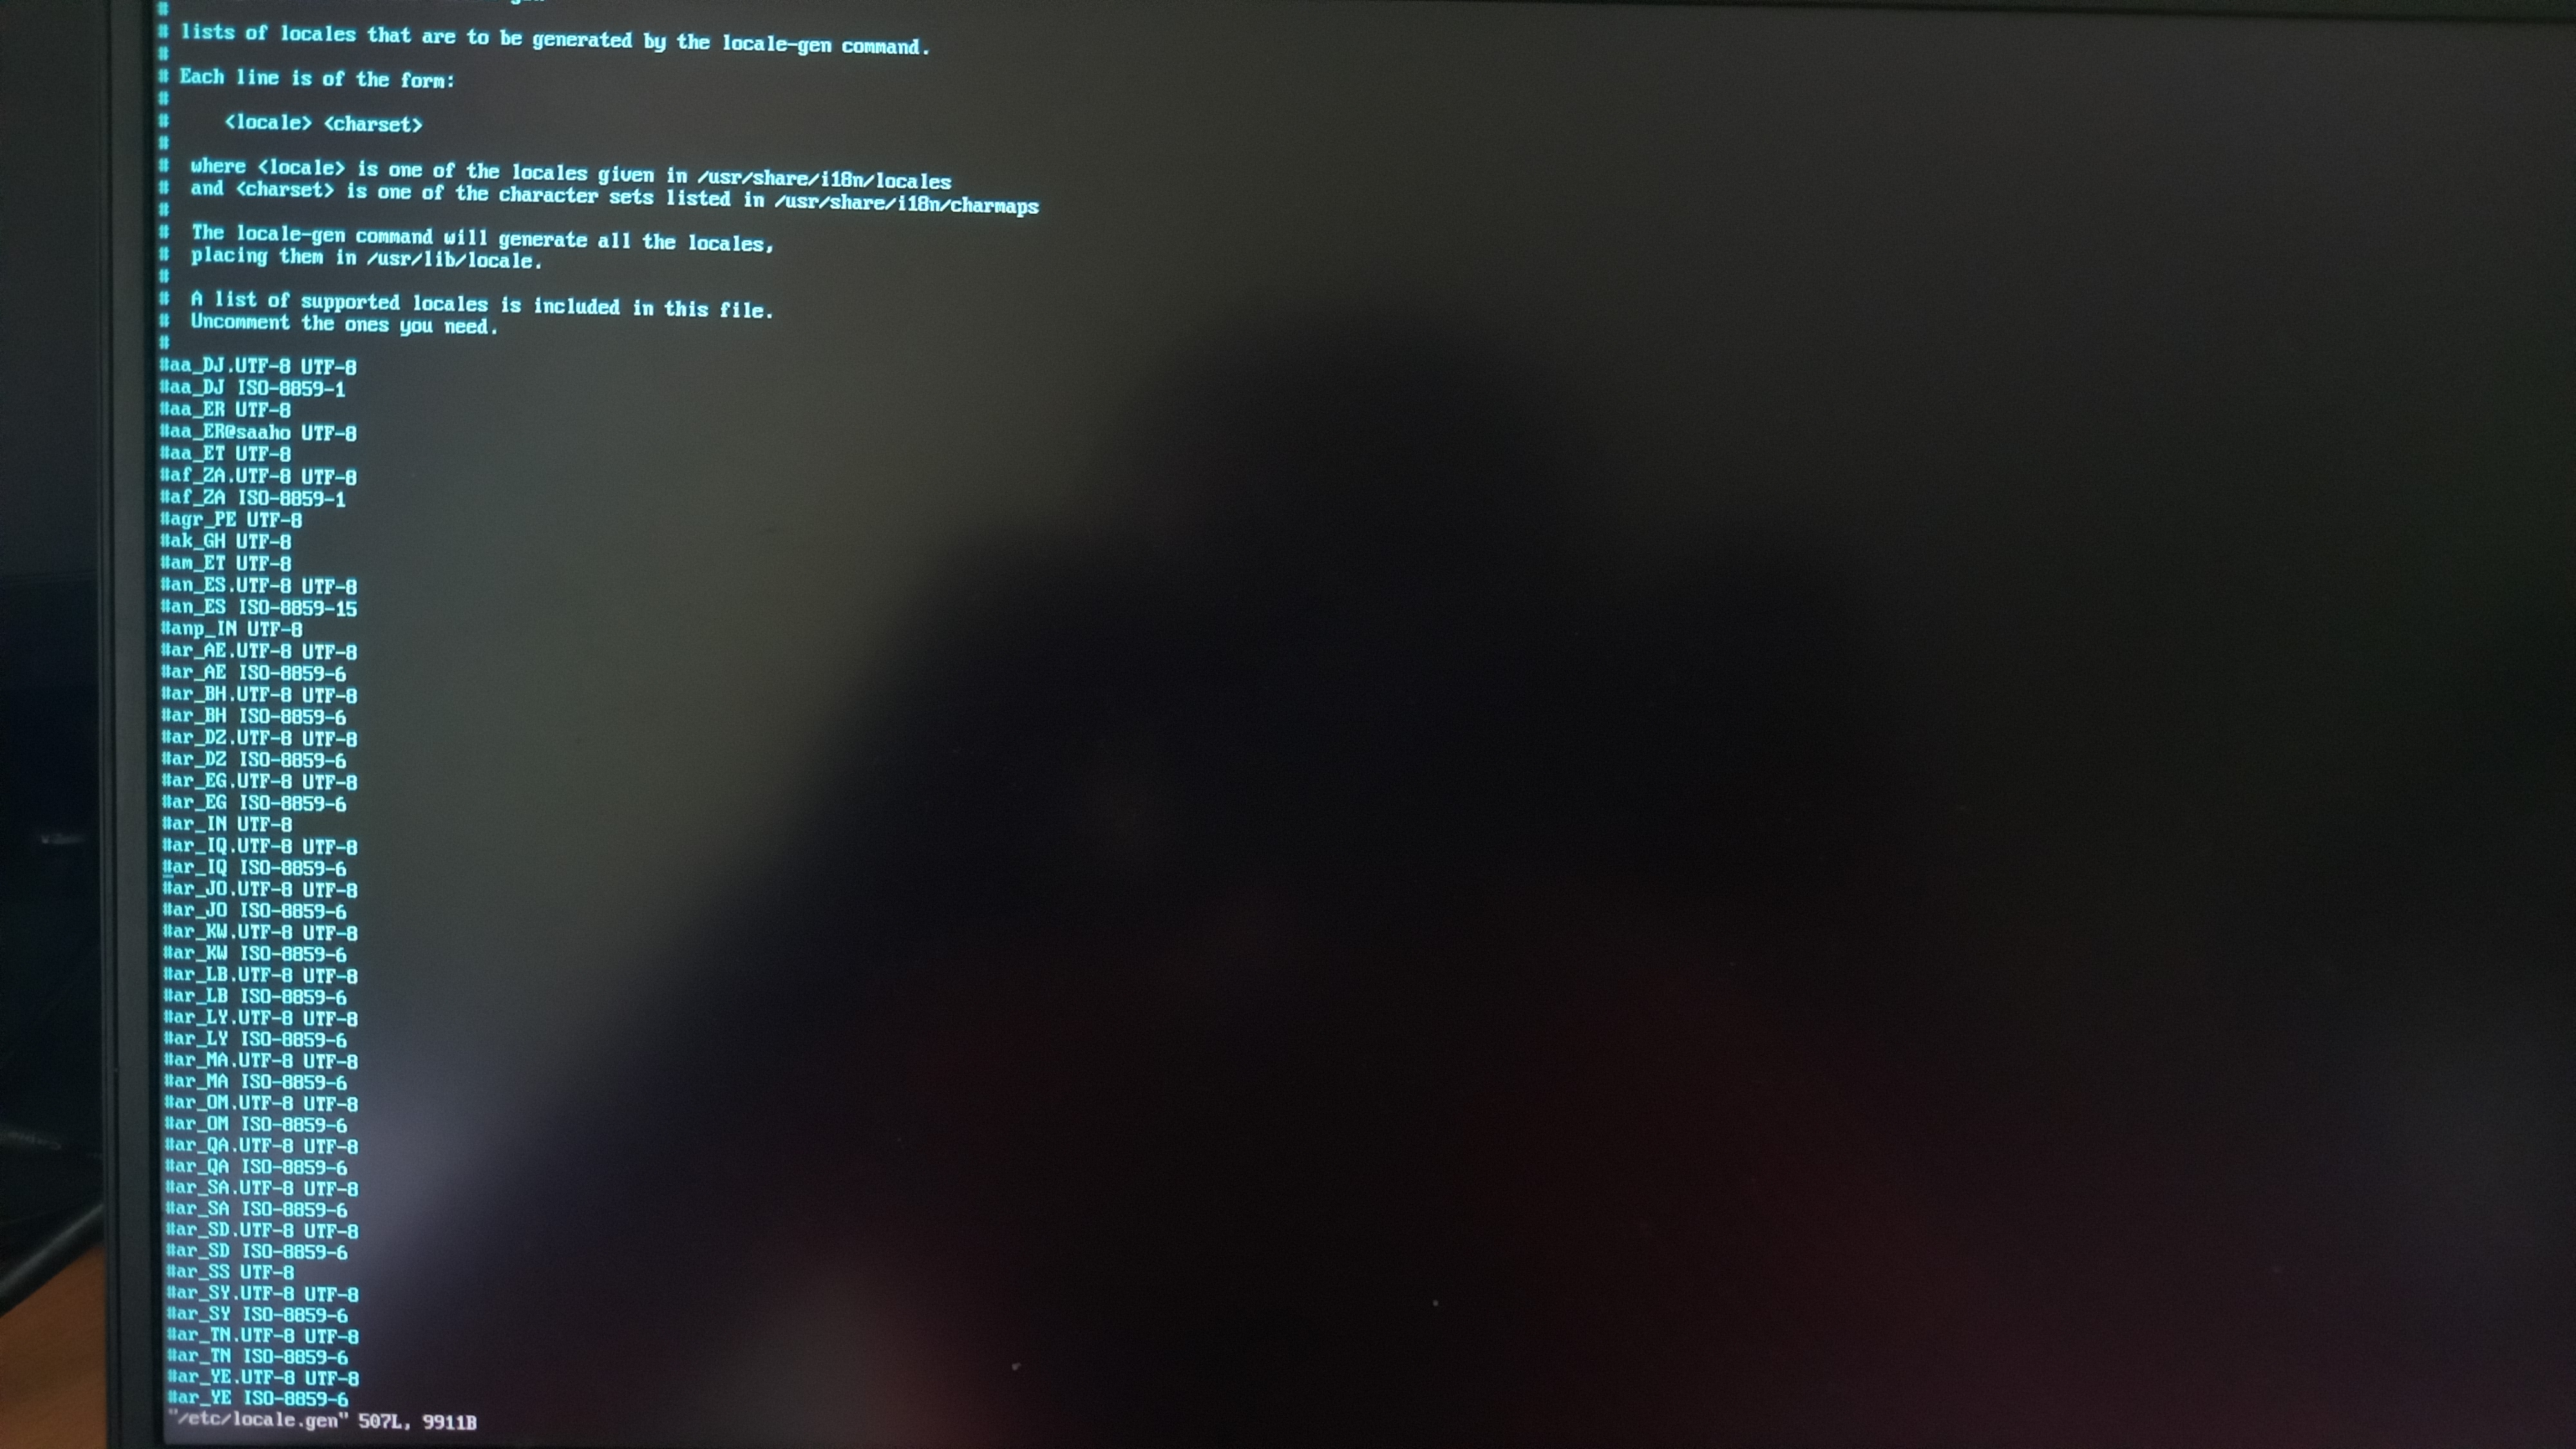 #
# lists of locales that are to be generated by the locale-gen command.
#
# Each line is of the form:
#
#     <locale> <charset>
#
#  where <locale> is one of the locales given in /usr/share/i18n/locales
#  and <charset> is one of the character sets listed in /usr/share/i18n/charmaps
#
#  The locale-gen command will generate all the locales,
#  placing them in /usr/lib/locale.
#
#  A list of supported locales is included in this file.
#  Uncomment the ones you need.
#
#aa_DJ.UTF-8 UTF-8
#aa_DJ ISO-8859-1
#aa_ER UTF-8
#aa_ER@saaho UTF-8
#aa_ET UTF-8
#af_ZA.UTF-8 UTF-8
#af_ZA ISO-8859-1
#agr_PE UTF-8
#ak_GH UTF-8
#am_ET UTF-8
#an_ES.UTF-8 UTF-8
#an_ES ISO-8859-15
#anp_IN UTF-8
#ar_AE.UTF-8 UTF-8
#ar_AE ISO-8859-6
#ar_BH.UTF-8 UTF-8
#ar_BH ISO-8859-6
#ar_DZ.UTF-8 UTF-8
#ar_DZ ISO-8859-6
#ar_EG.UTF-8 UTF-8
#ar_EG ISO-8859-6
#ar_IN UTF-8
#ar_IQ.UTF-8 UTF-8
#ar_IQ ISO-8859-6
#ar_JO.UTF-8 UTF-8
#ar_JO ISO-8859-6
#ar_KW.UTF-8 UTF-8
#ar_KW ISO-8859-6
#ar_LB.UTF-8 UTF-8
#ar_LB ISO-8859-6
#ar_LY.UTF-8 UTF-8
#ar_LY ISO-8859-6
#ar_MA.UTF-8 UTF-8
#ar_MA ISO-8859-6
#ar_OM.UTF-8 UTF-8
#ar_OM ISO-8859-6
#ar_QA.UTF-8 UTF-8
#ar_QA ISO-8859-6
#ar_SA.UTF-8 UTF-8
#ar_SA ISO-8859-6
#ar_SD.UTF-8 UTF-8
#ar_SD ISO-8859-6
#ar_SS UTF-8
#ar_SY.UTF-8 UTF-8
#ar_SY ISO-8859-6
#ar_TN.UTF-8 UTF-8
#ar_TN ISO-8859-6
#ar_YE.UTF-8 UTF-8
#ar_YE ISO-8859-6
"/etc/locale.gen" 507L, 9911B